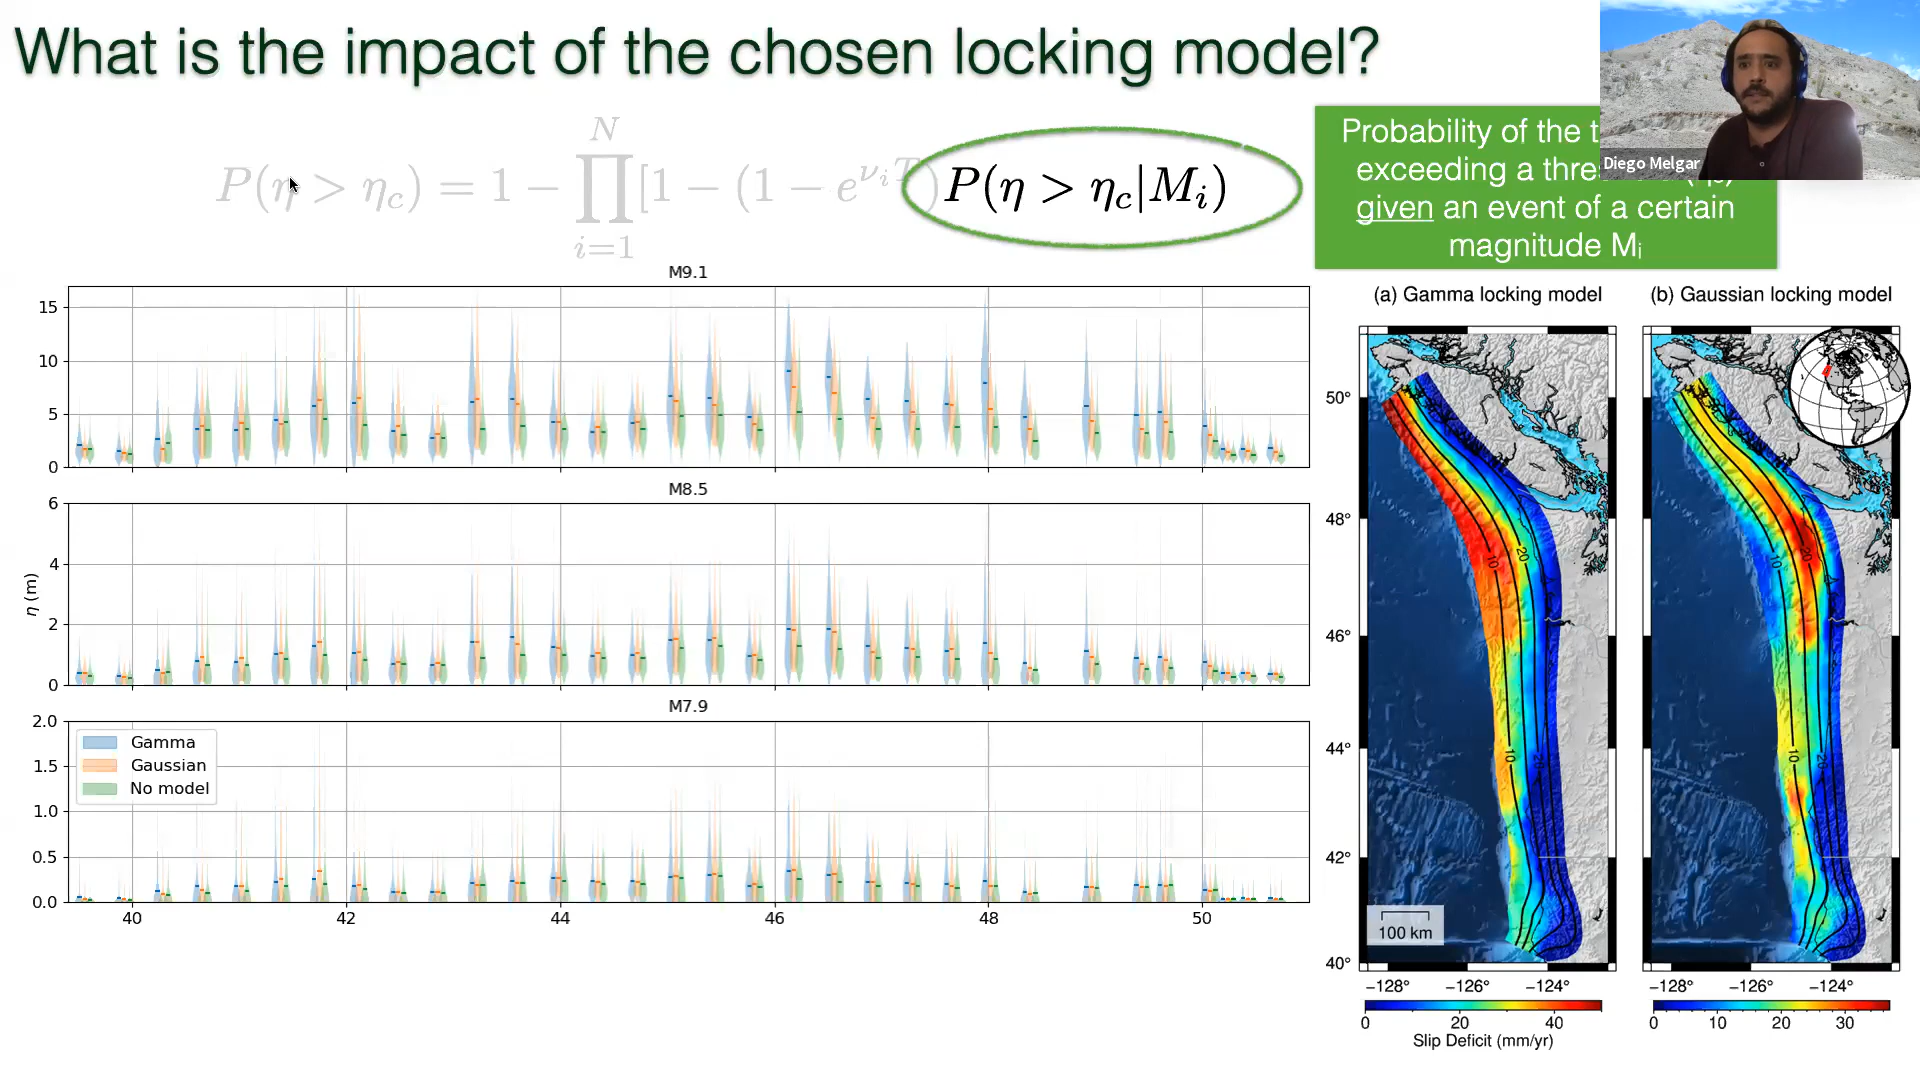 What is the impact of the chosen locking model?
P(η > ηc) = 1 − ∏ [1 − (1 − e^νiT) P(η > ηc|Mi)
N
i=1
Probability of the t
exceeding a thre
given an event of a certain
magnitude Mi
Diego Melgar
M9.1
15
10
5
0
M8.5
6
4
2
0
η (m)
M7.9
2.0
1.5
1.0
0.5
0.0
Gamma
Gaussian
No model
40 42 44 46 48 50
(a) Gamma locking model
50°
48°
46°
44°
42°
40°
10
20
10
20
100 km
−128° −126° −124°
0 20 40
Slip Deficit (mm/yr)
(b) Gaussian locking model
10
20
10
20
−128° −126° −124°
0 10 20 30